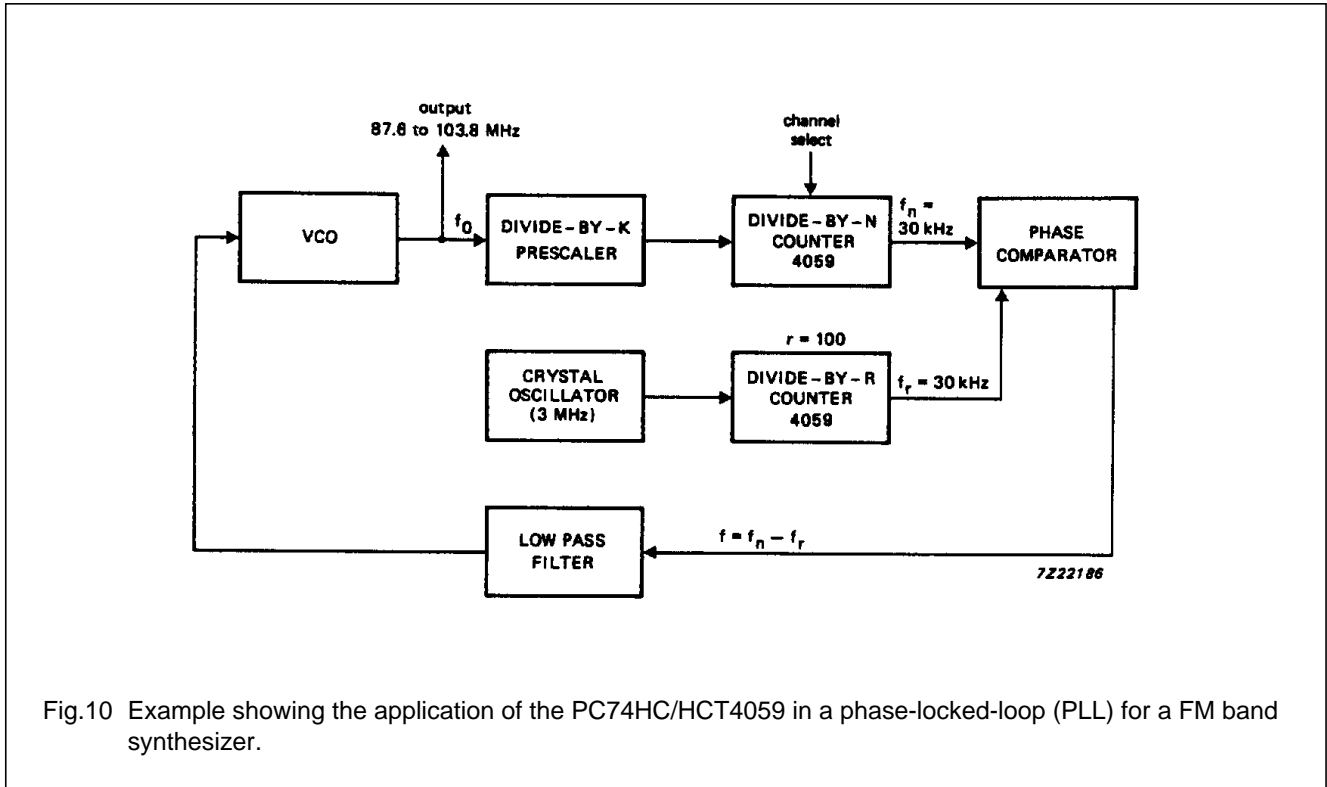 output
87.6 to 103.8 MHz
channel
select
VCO
f0
DIVIDE-BY-K
PRESCALER
DIVIDE-BY-N
COUNTER
4059
fn =
30 kHz
PHASE
COMPARATOR
r = 100
CRYSTAL
OSCILLATOR
(3 MHz)
DIVIDE-BY-R
COUNTER
4059
fr = 30 kHz
LOW PASS
FILTER
f = fn - fr
7Z22186
Fig.10 Example showing the application of the PC74HC/HCT4059 in a phase-locked-loop (PLL) for a FM band
synthesizer.